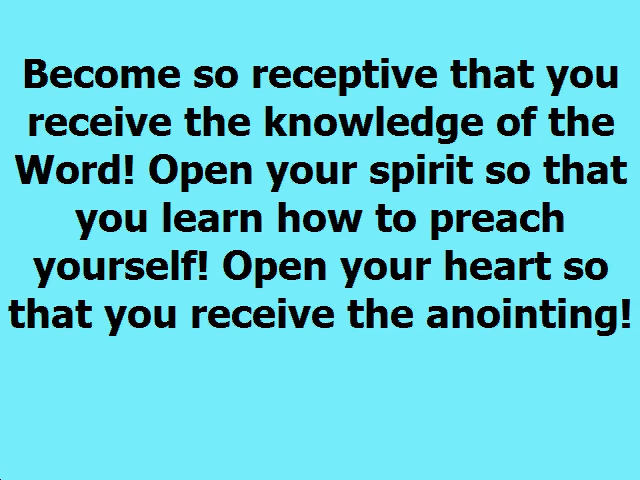 Become so receptive that you
receive the knowledge of the
Word! Open your spirit so that
you learn how to preach
yourself! Open your heart so
that you receive the anointing!